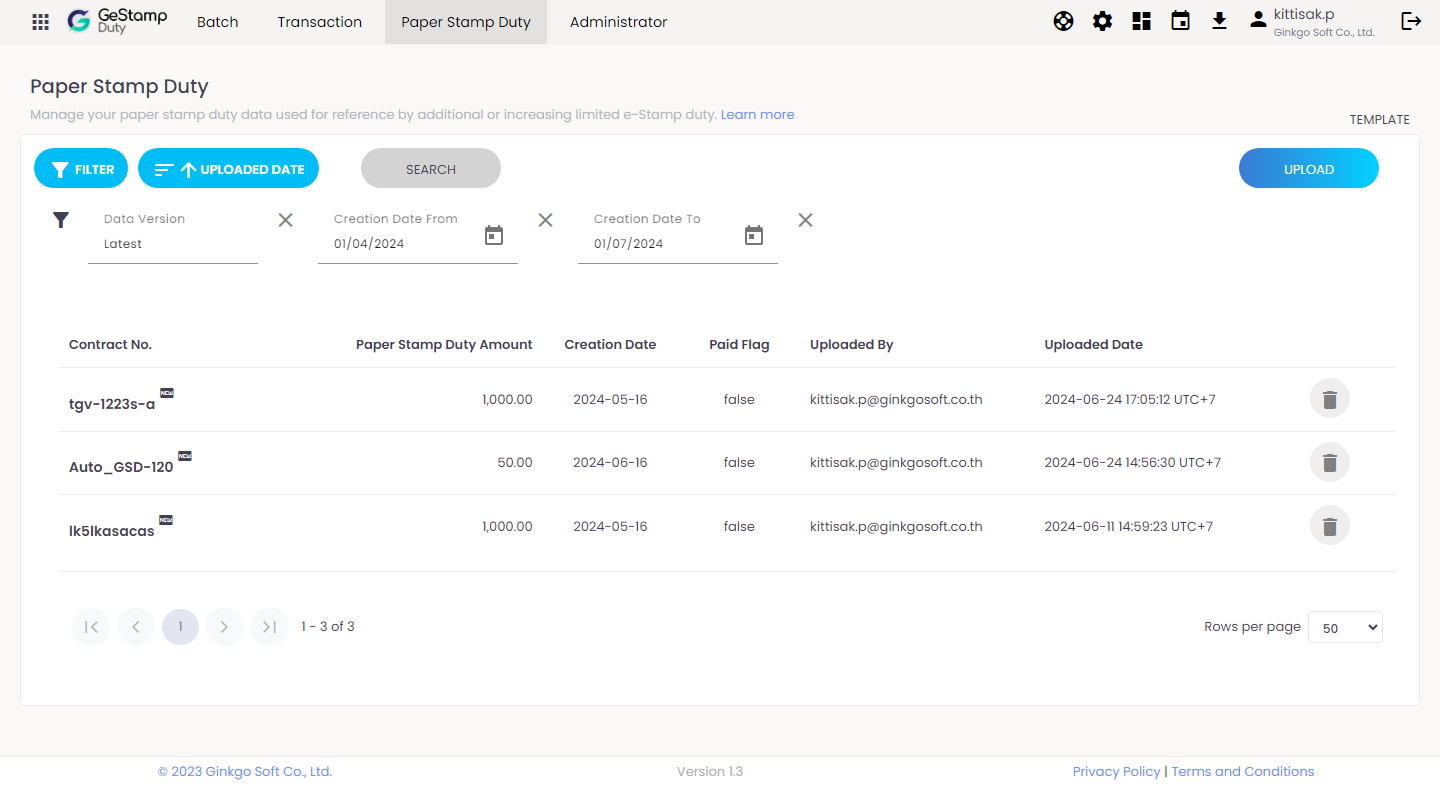 GeStamp
Duty
Batch
Transaction
Paper Stamp Duty
Administrator
kittisak.p
Ginkgo Soft Co., Ltd.
Paper Stamp Duty
Manage your paper stamp duty data used for reference by additional or increasing limited e-Stamp duty. Learn more
TEMPLATE
FILTER
UPLOADED DATE
SEARCH
UPLOAD
Data Version
Latest
Creation Date From
01/04/2024
Creation Date To
01/07/2024
Contract No. Paper Stamp Duty Amount Creation Date Paid Flag Uploaded By Uploaded Date
tgv-1223s-a NEW 1,000.00 2024-05-16 false kittisak.p@ginkgosoft.co.th 2024-06-24 17:05:12 UTC+7
Auto_GSD-120 NEW 50.00 2024-06-16 false kittisak.p@ginkgosoft.co.th 2024-06-24 14:56:30 UTC+7
lk5lkasacas NEW 1,000.00 2024-05-16 false kittisak.p@ginkgosoft.co.th 2024-06-11 14:59:23 UTC+7
1
1 - 3 of 3
Rows per page 50
© 2023 Ginkgo Soft Co., Ltd.
Version 1.3
Privacy Policy | Terms and Conditions